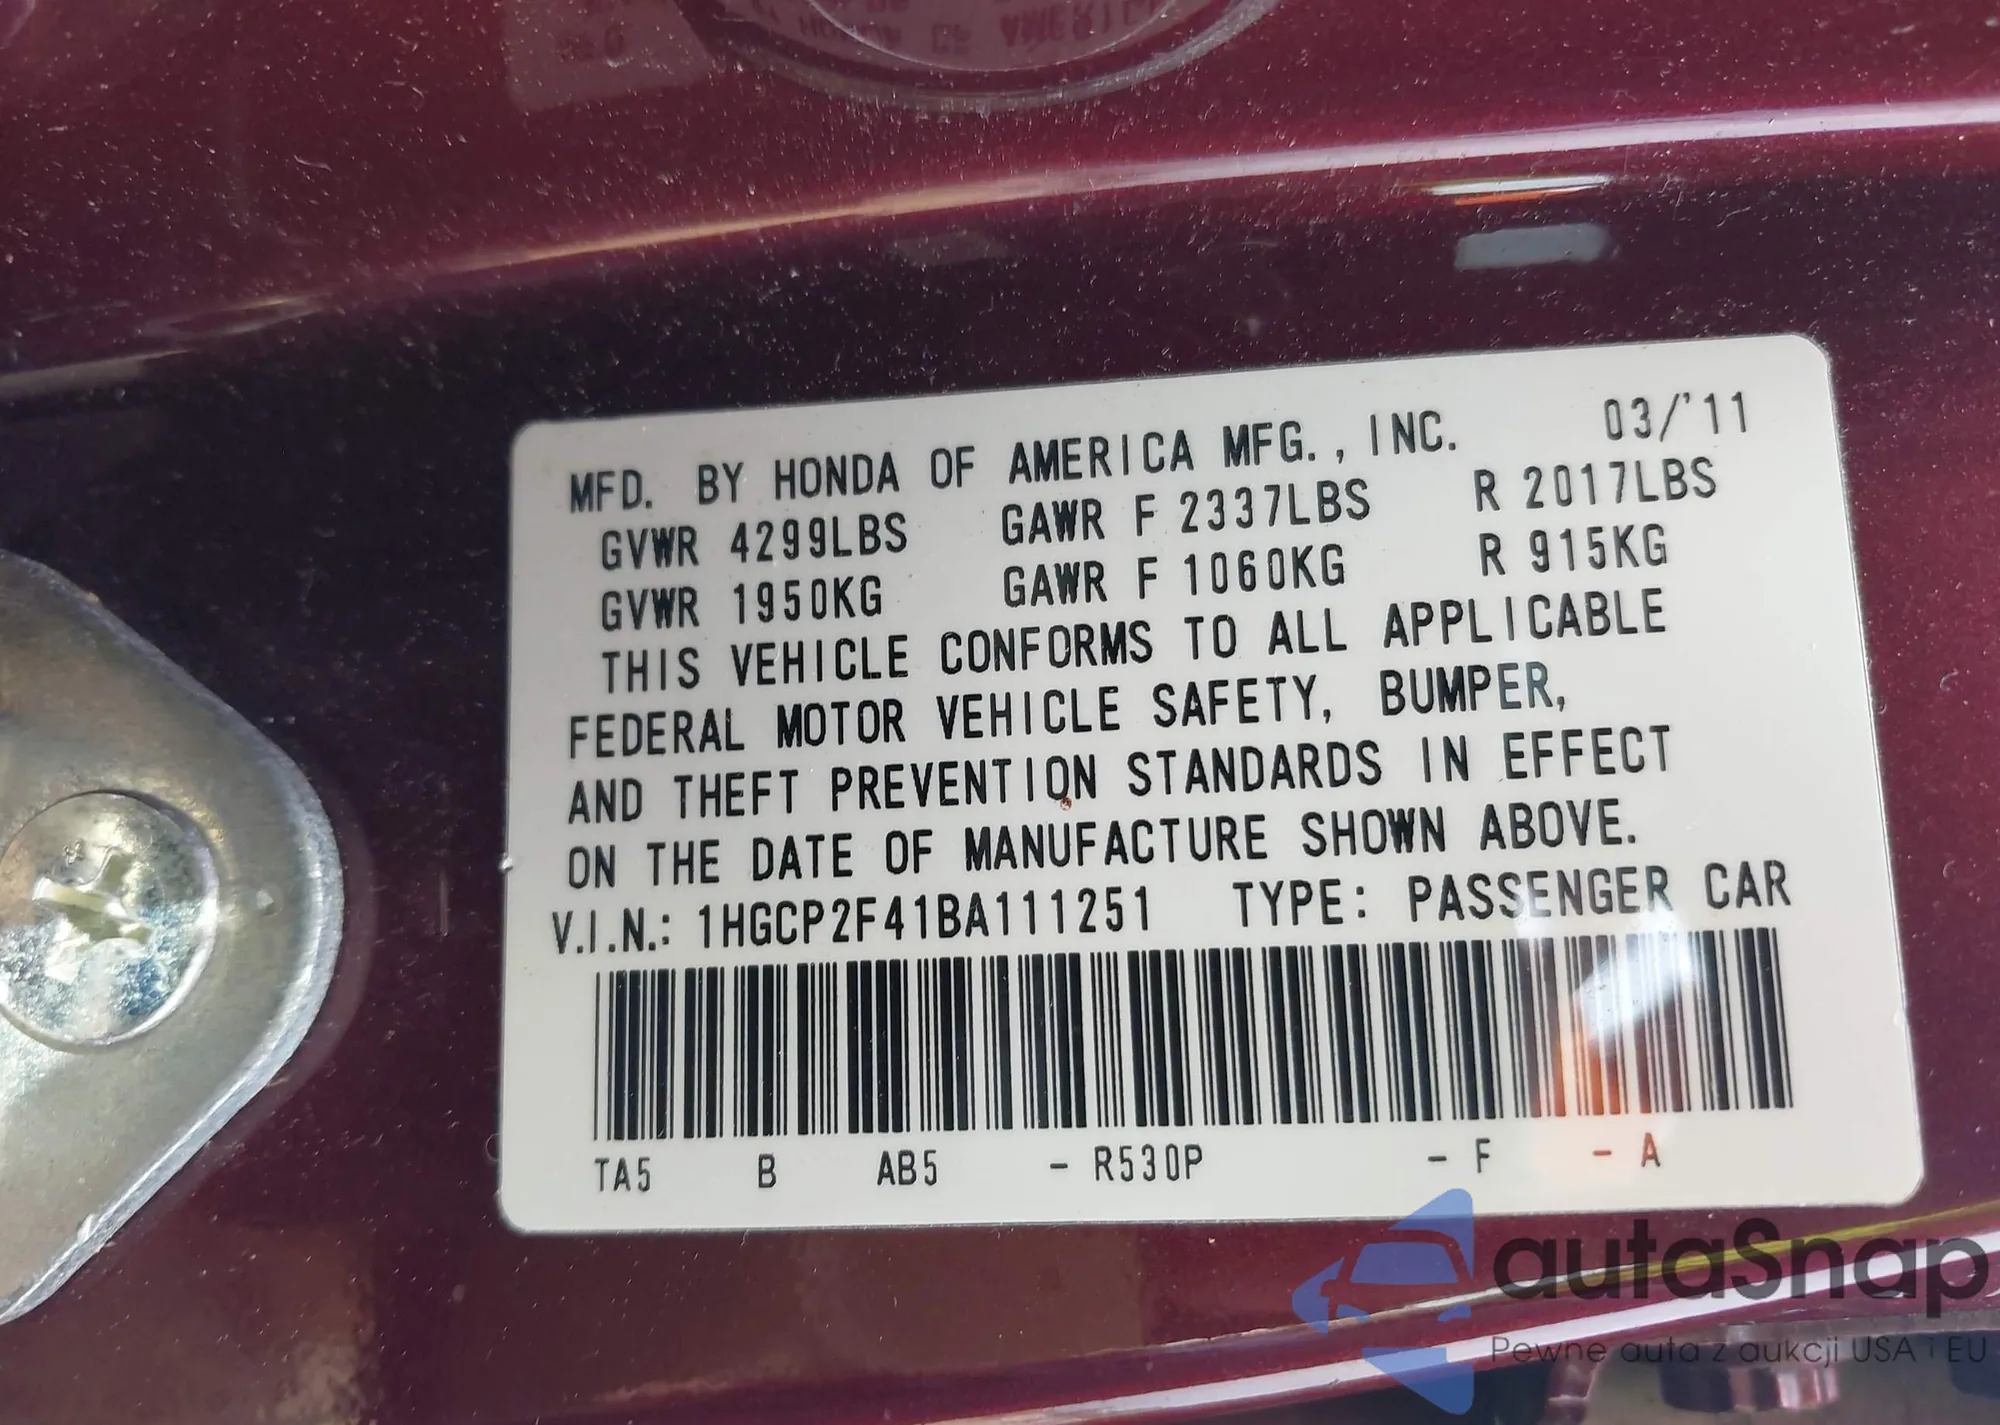 MFD. BY HONDA OF AMERICA MFG., INC. 03/'11
GVWR 4299LBS GAWR F 2337LBS R 2017LBS
GVWR 1950KG GAWR F 1060KG R 915KG
THIS VEHICLE CONFORMS TO ALL APPLICABLE
FEDERAL MOTOR VEHICLE SAFETY, BUMPER,
AND THEFT PREVENTION STANDARDS IN EFFECT
ON THE DATE OF MANUFACTURE SHOWN ABOVE.
V.I.N.: 1HGCP2F41BA111251 TYPE: PASSENGER CAR
TA5 B AB5 - R530P - F - A
autaSnap
Pewne auta z aukcji USA i EU